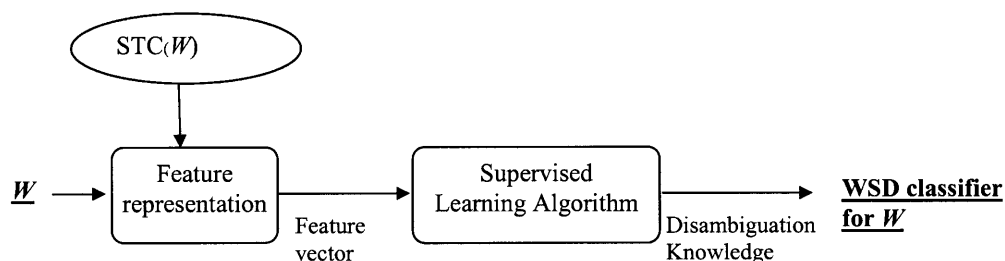 STC(W)
Feature
representation
W
Feature
vector
Supervised
Learning Algorithm
Disambiguation
Knowledge
WSD classifier
for W